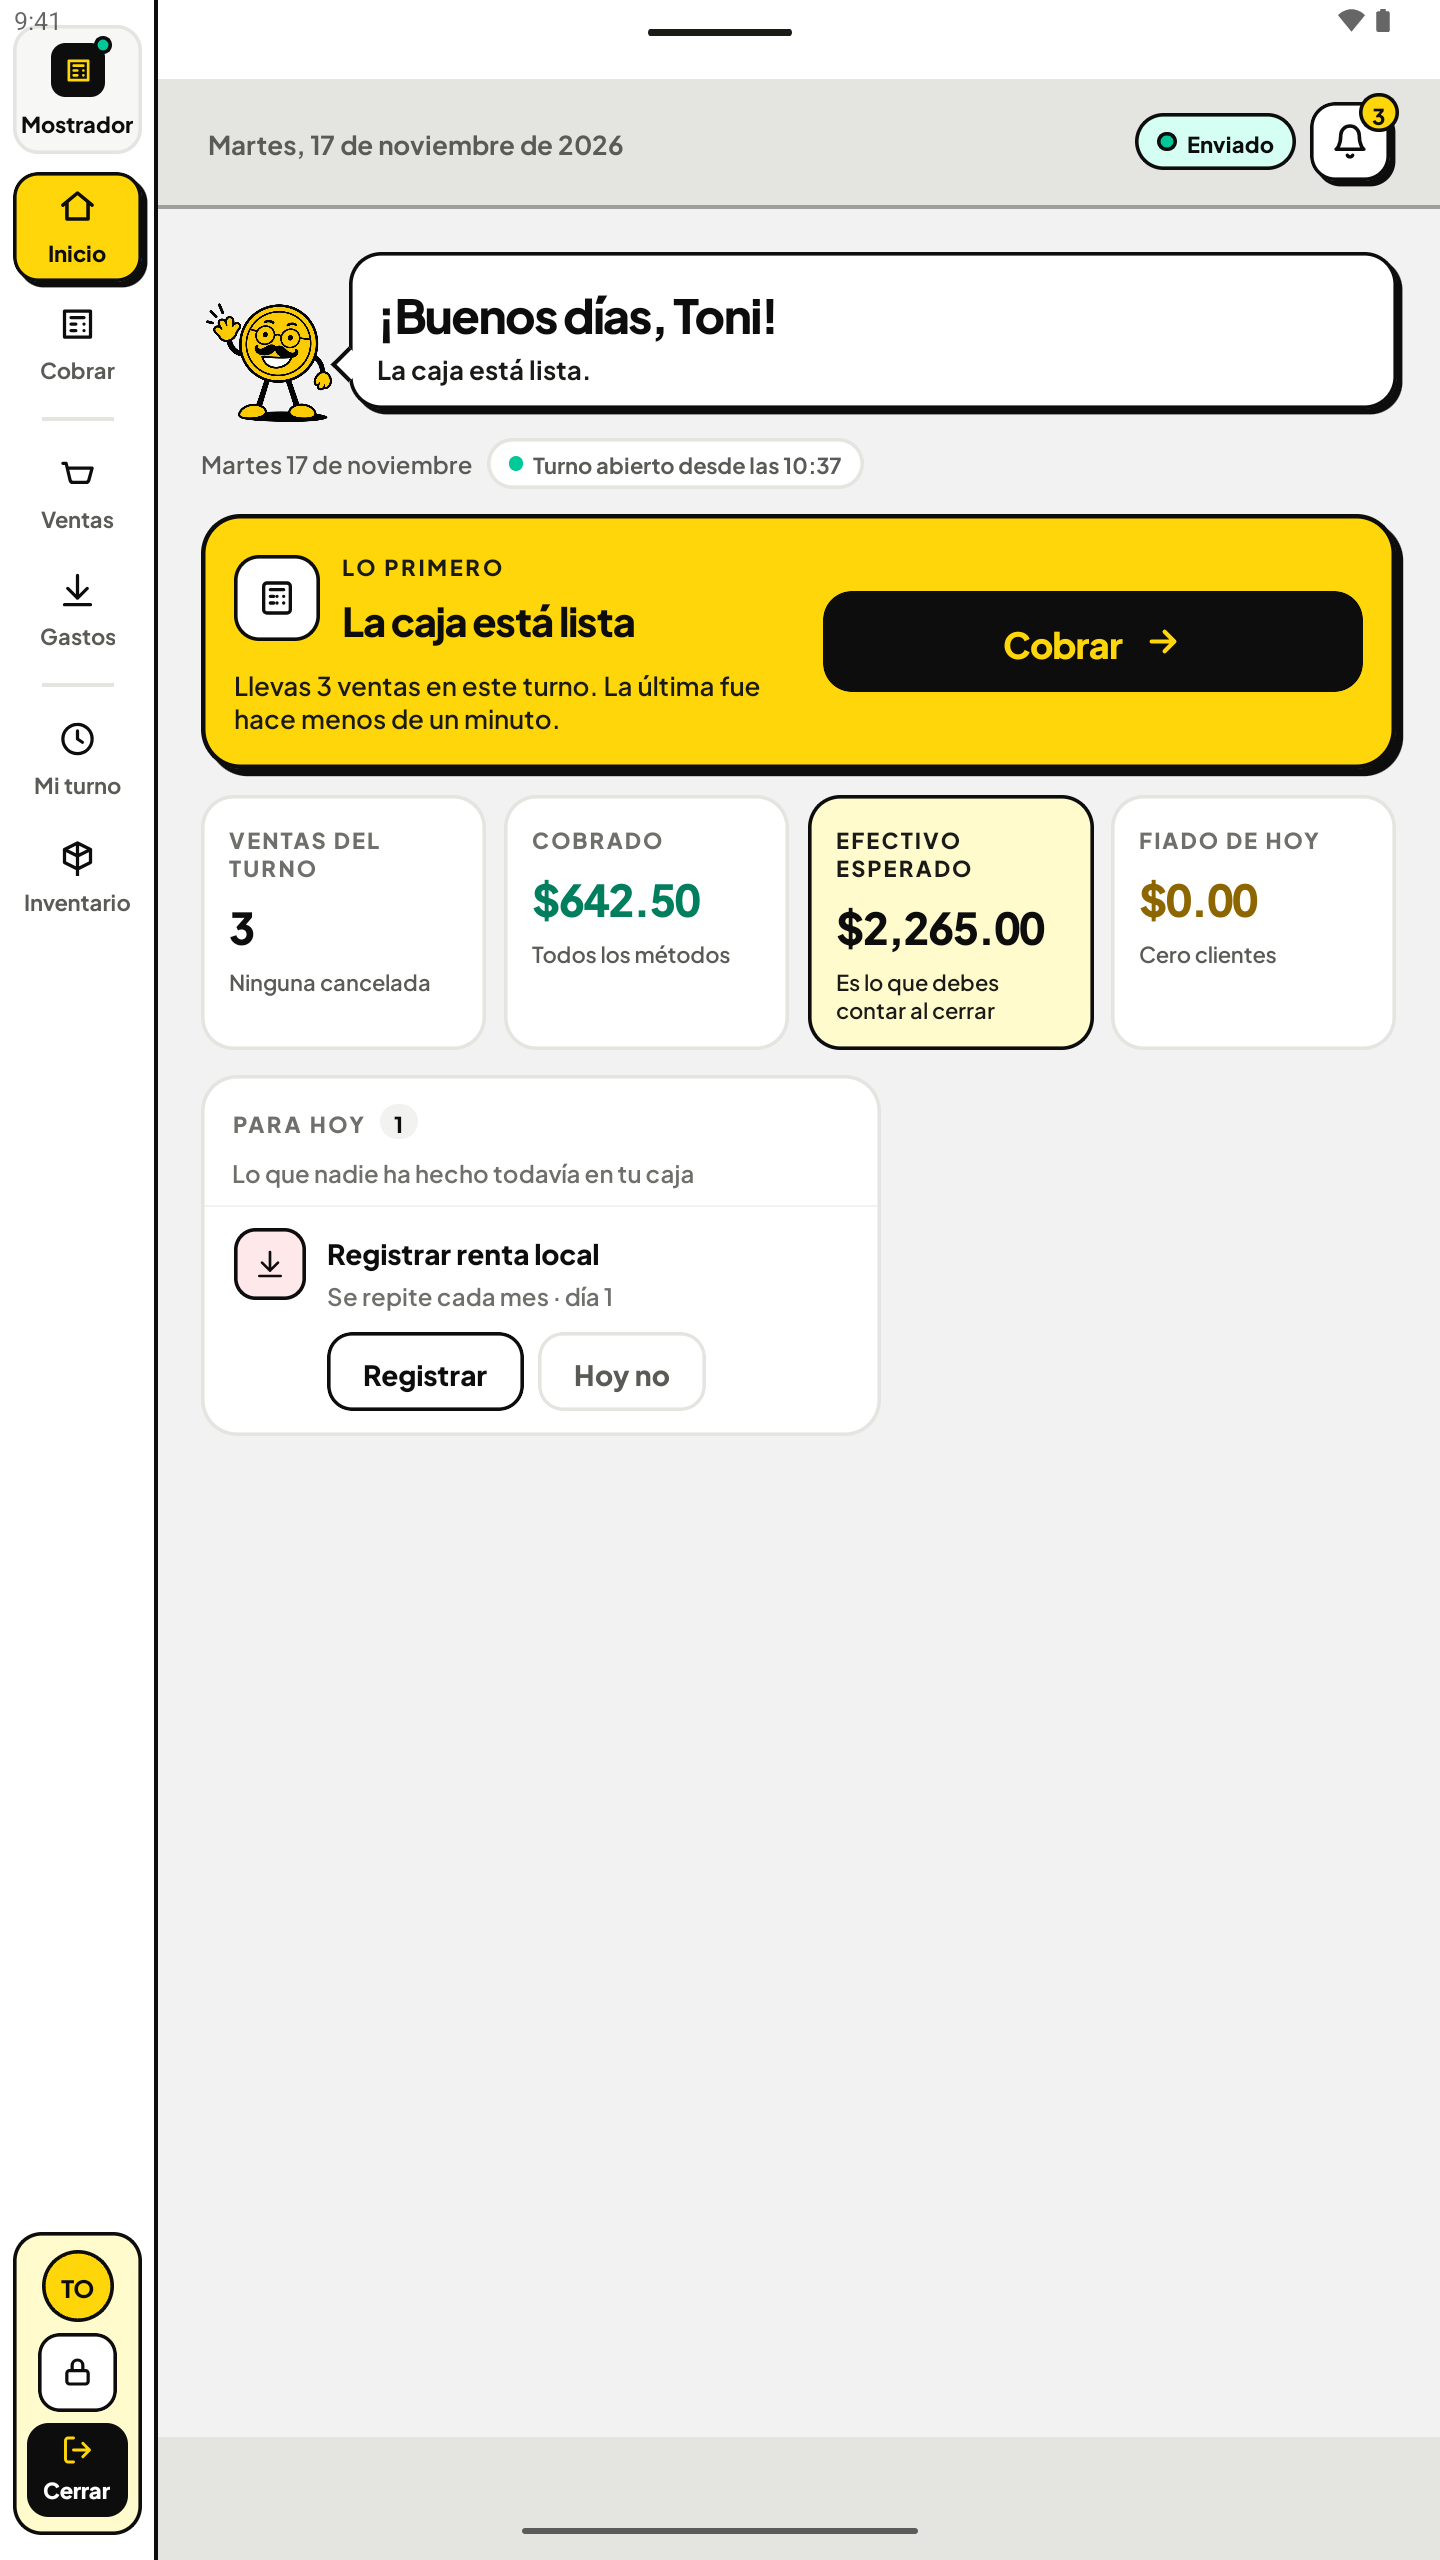 9:41
Mostrador
Inicio
Cobrar
Ventas
Gastos
Mi turno
Inventario
TO
Cerrar
Martes, 17 de noviembre de 2026
Enviado
3
¡Buenos días, Toni!
La caja está lista.
Martes 17 de noviembre
Turno abierto desde las 10:37
LO PRIMERO
La caja está lista
Llevas 3 ventas en este turno. La última fue
hace menos de un minuto.
Cobrar
VENTAS DEL
TURNO
3
Ninguna cancelada
COBRADO
$642.50
Todos los métodos
EFECTIVO
ESPERADO
$2,265.00
Es lo que debes
contar al cerrar
FIADO DE HOY
$0.00
Cero clientes
PARA HOY 1
Lo que nadie ha hecho todavía en tu caja
Registrar renta local
Se repite cada mes · día 1
Registrar
Hoy no